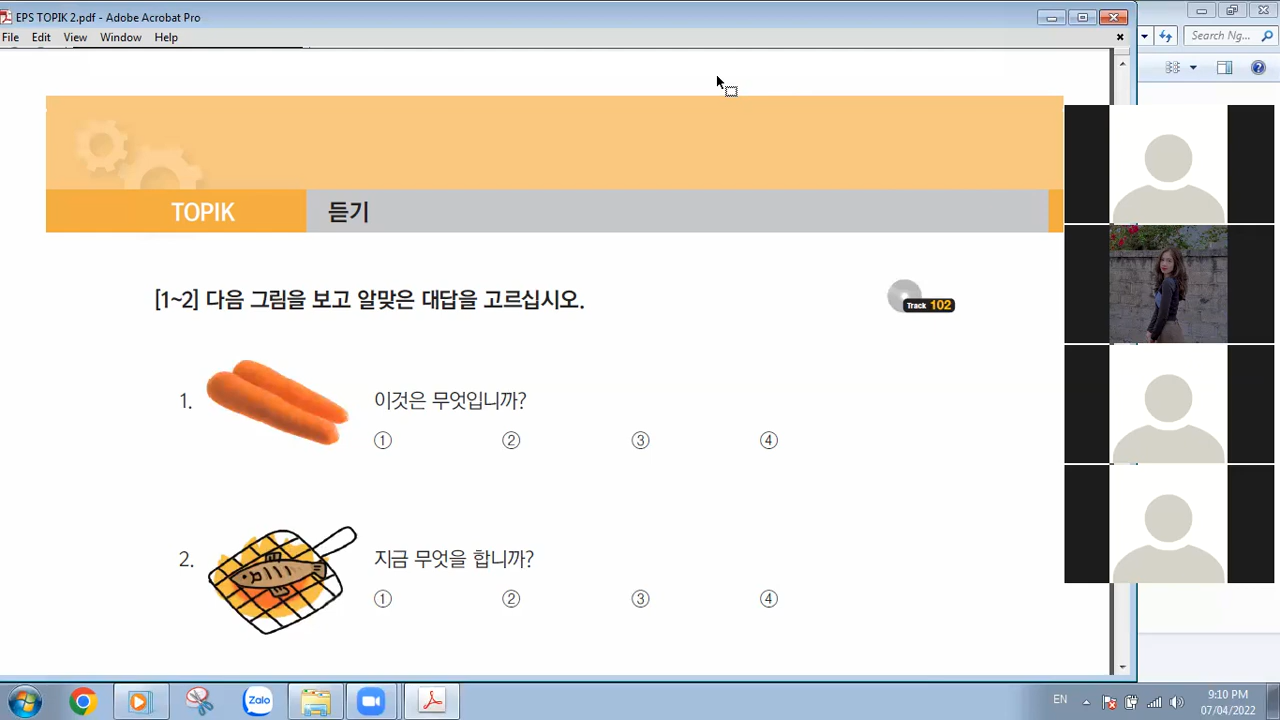 EPS TOPIK 2.pdf - Adobe Acrobat Pro
File Edit View Window Help
Search Ng...
TOPIK 듣기
[1~2] 다음 그림을 보고 알맞은 대답을 고르십시오.
Track 102
1. 이것은 무엇입니까?
① ② ③ ④
2. 지금 무엇을 합니까?
① ② ③ ④
Zalo
EN
9:10 PM
07/04/2022